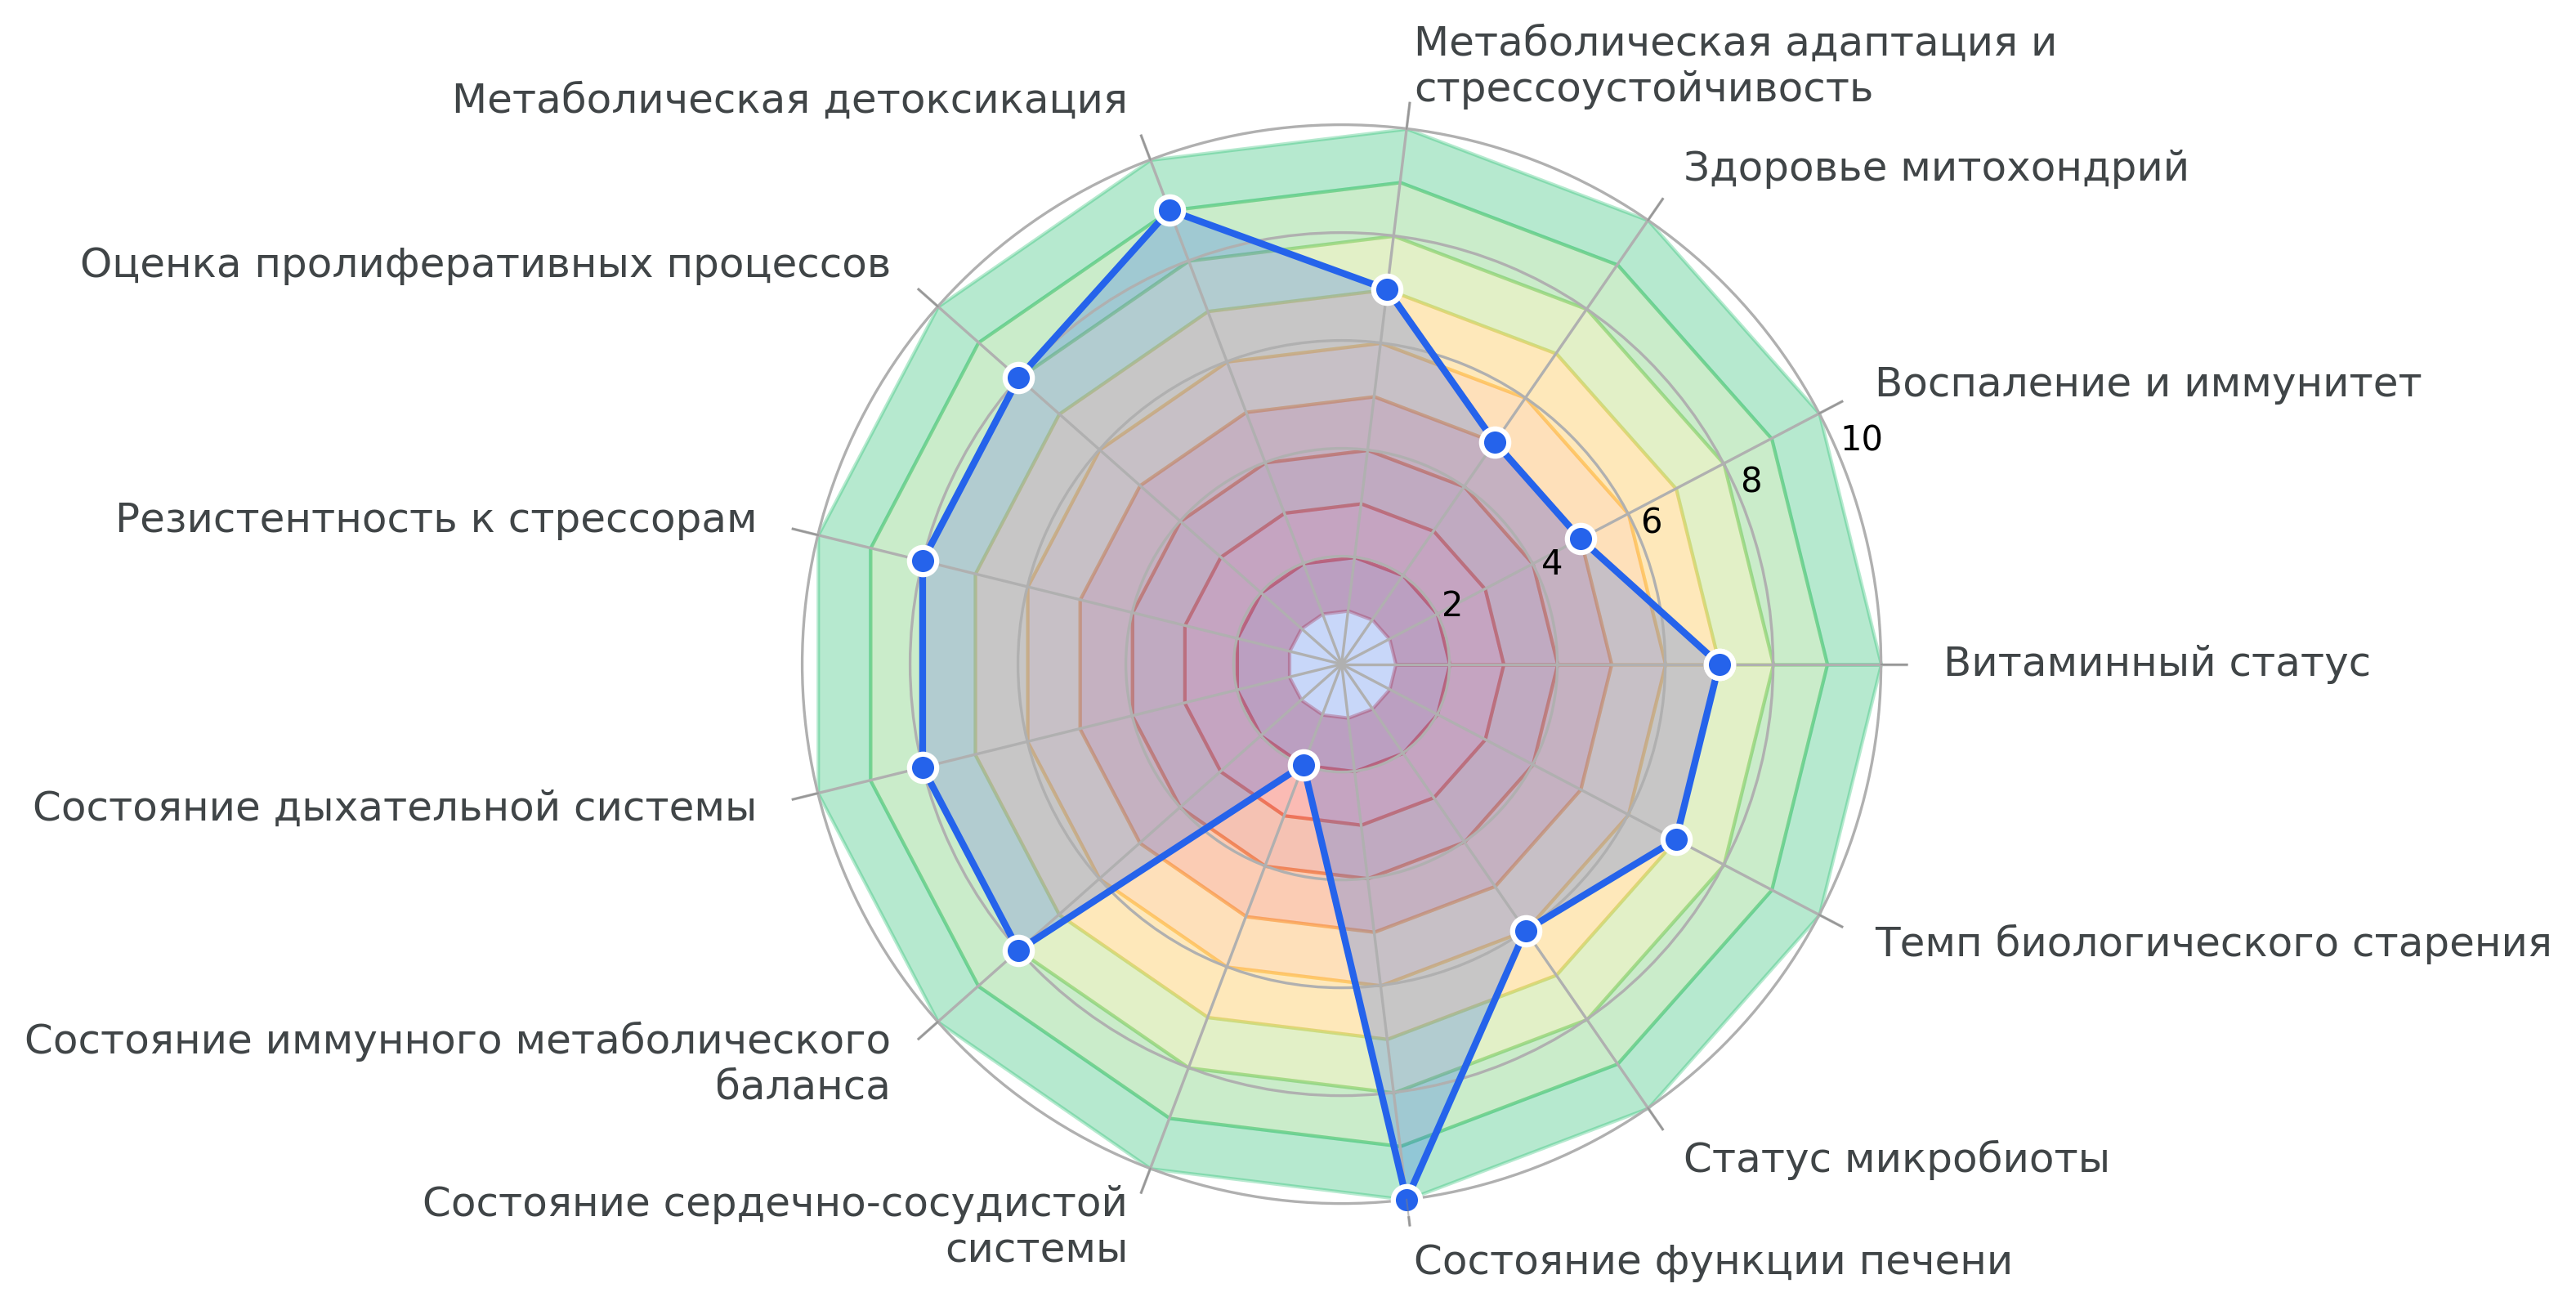 Метаболическая адаптация и
стрессоустойчивость
Метаболическая детоксикация
Здоровье митохондрий
Оценка пролиферативных процессов
Воспаление и иммунитет
10
8
Резистентность к стрессорам
6
4
2
Витаминный статус
Состояние дыхательной системы
Темп биологического старения
Состояние иммунного метаболического
баланса
Статус микробиоты
Состояние сердечно-сосудистой
системы
Состояние функции печени